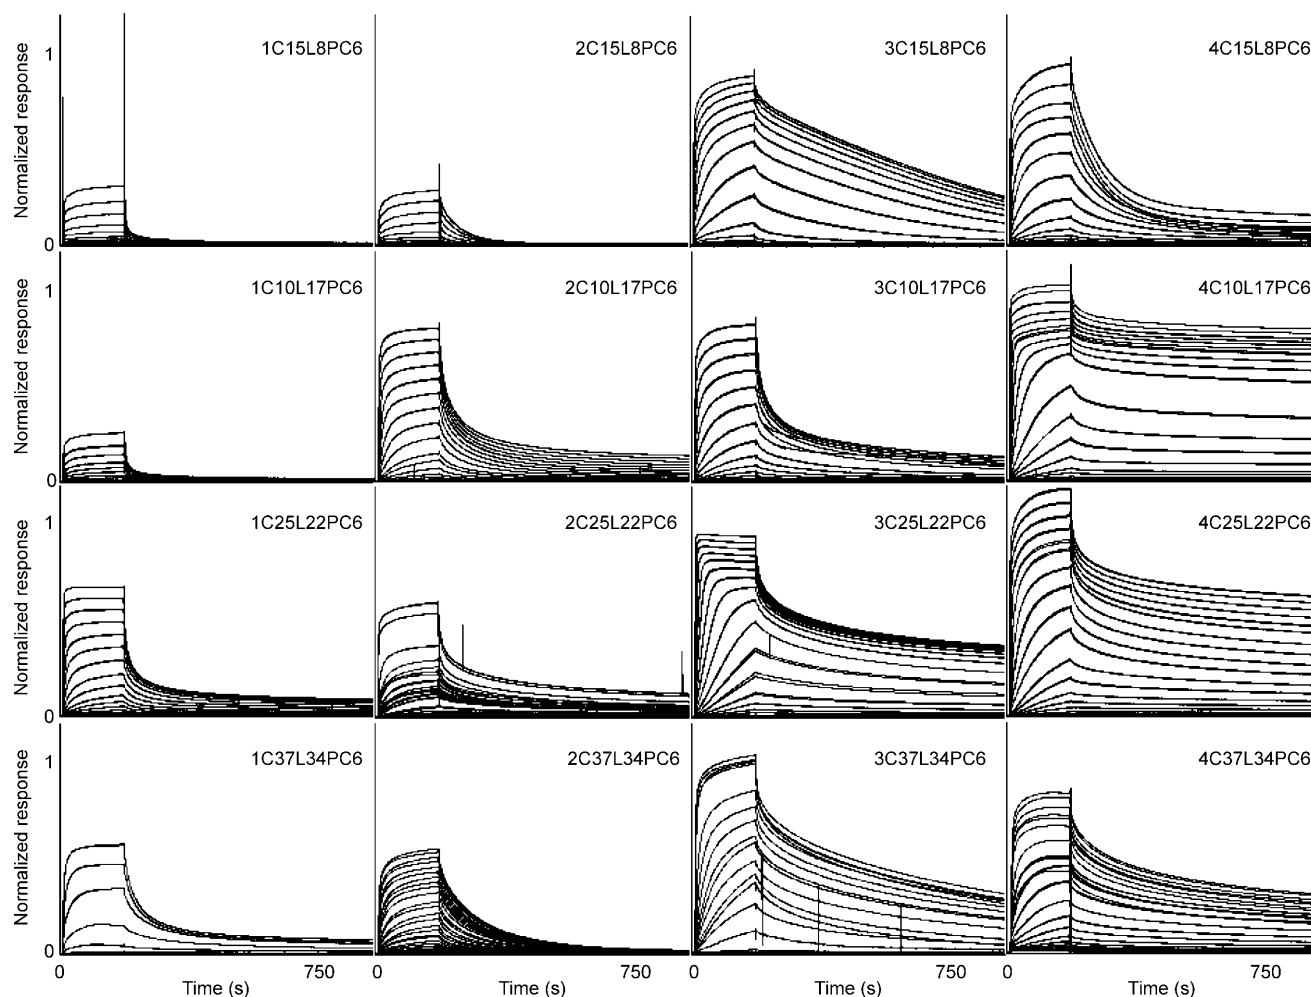 1C15L8PC6 2C15L8PC6 3C15L8PC6 4C15L8PC6
Normalized response
1
0
1C10L17PC6 2C10L17PC6 3C10L17PC6 4C10L17PC6
Normalized response
1
0
1C25L22PC6 2C25L22PC6 3C25L22PC6 4C25L22PC6
Normalized response
1
0
1C37L34PC6 2C37L34PC6 3C37L34PC6 4C37L34PC6
Normalized response
1
0
0 750 0 750 0 750 0 750
Time (s) Time (s) Time (s) Time (s)